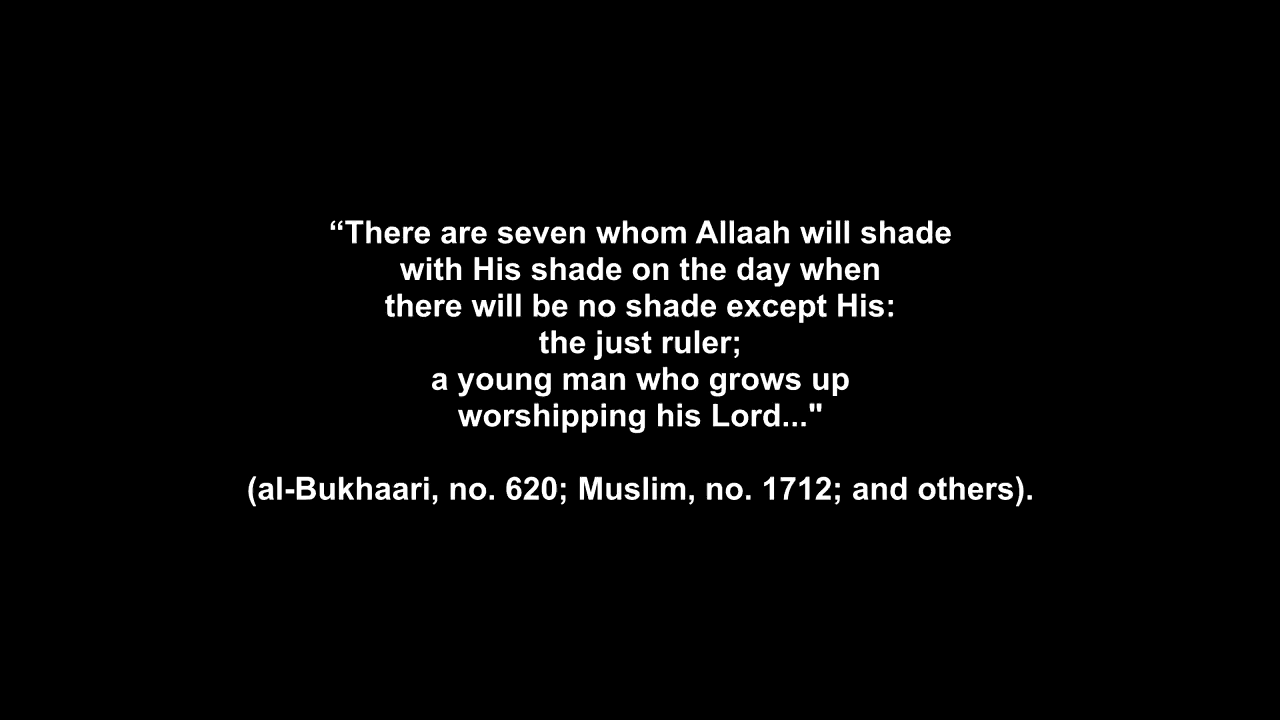 “There are seven whom Allaah will shade
with His shade on the day when
there will be no shade except His:
the just ruler;
a young man who grows up
worshipping his Lord..."
(al-Bukhaari, no. 620; Muslim, no. 1712; and others).